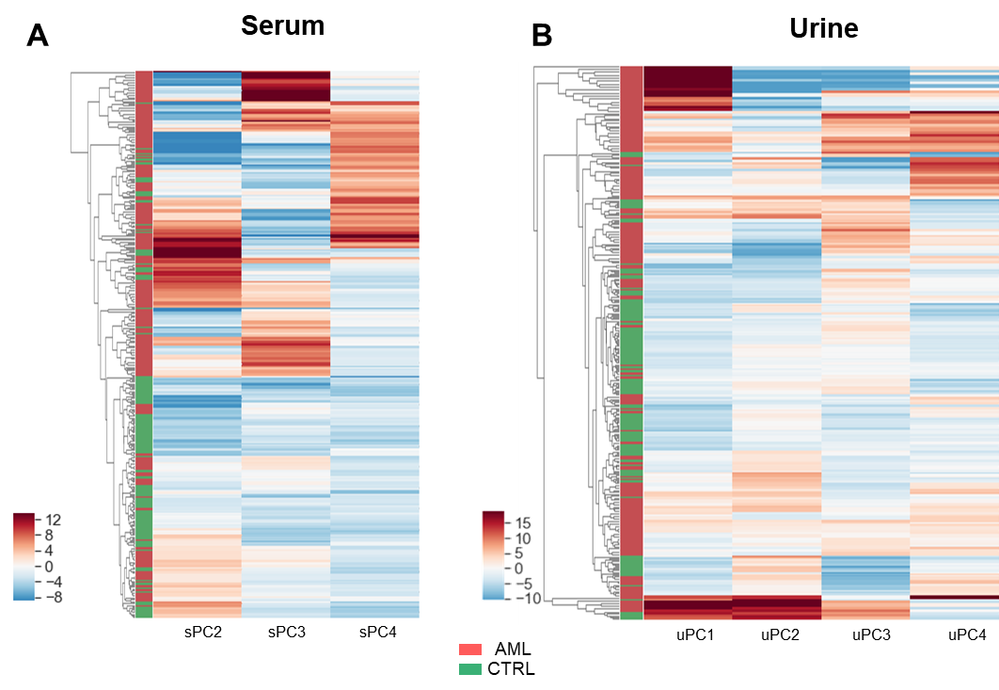 A
Serum
B
Urine
12
8
4
0
−4
−8
sPC2
sPC3
sPC4
15
10
5
0
−5
−10
uPC1
uPC2
uPC3
uPC4
AML
CTRL